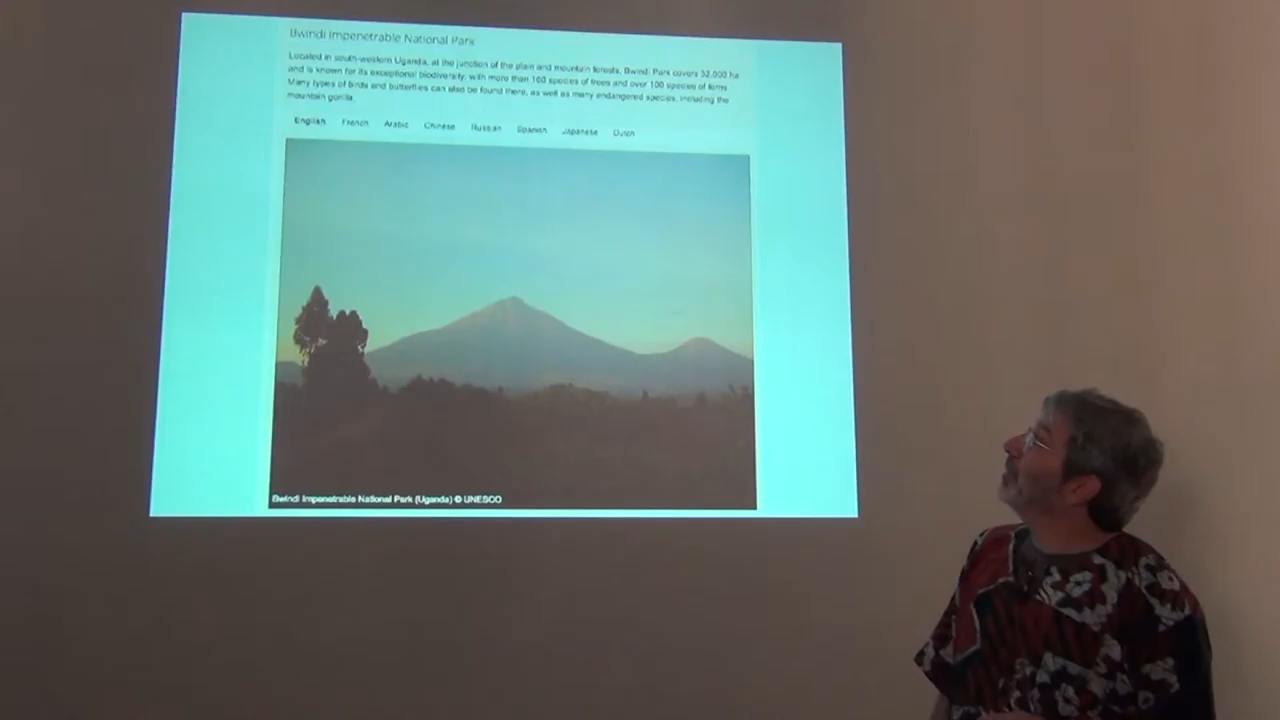 Bwindi Impenetrable National Park
Located in south-western Uganda, at the junction of the plain and mountain forests, Bwindi Park covers 32,000 ha
and is known for its exceptional biodiversity, with more than 160 species of trees and over 100 species of ferns.
Many types of birds and butterflies can also be found there, as well as many endangered species, including the
mountain gorilla.
English French Arabic Chinese Russian Spanish Japanese Dutch
Bwindi Impenetrable National Park (Uganda) © UNESCO